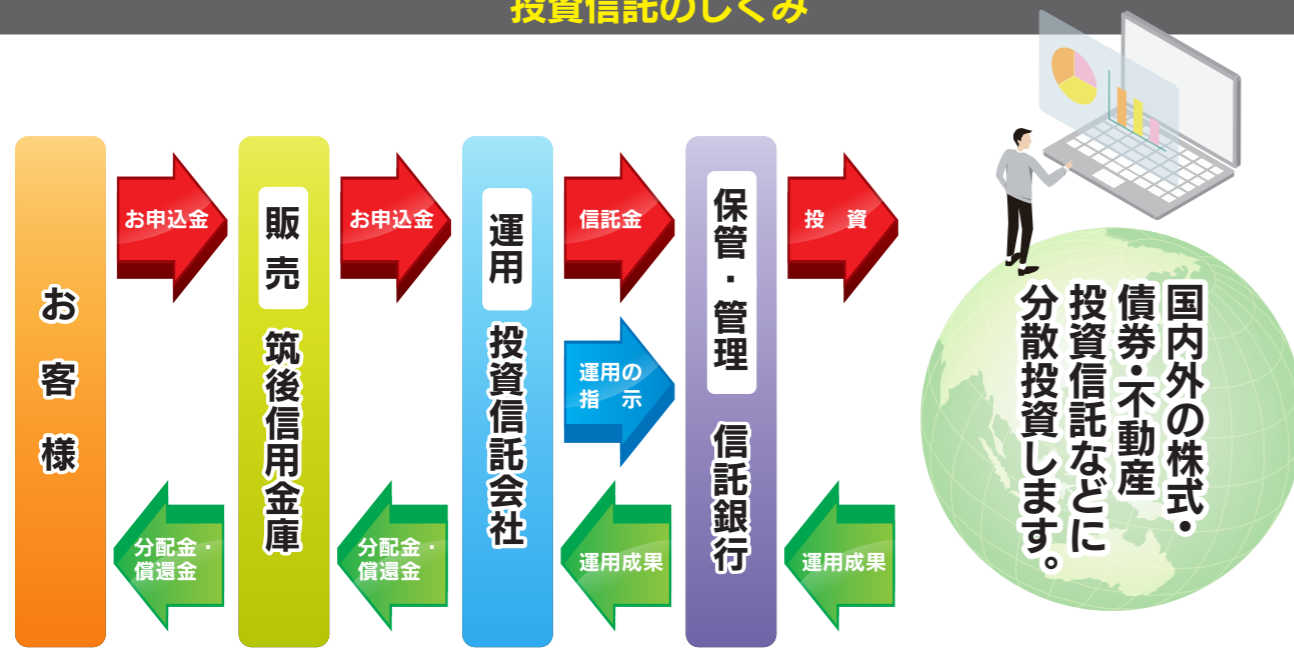 投資信託のしくみ
お客様
お申込金
分配金・
償還金
販売
筑後信用金庫
お申込金
分配金・
償還金
運用
投資信託会社
信託金
運用の
指　示
運用成果
保管・管理
信託銀行
投　資
運用成果
国内外の株式・
債券・不動産
投資信託などに
分散投資します。